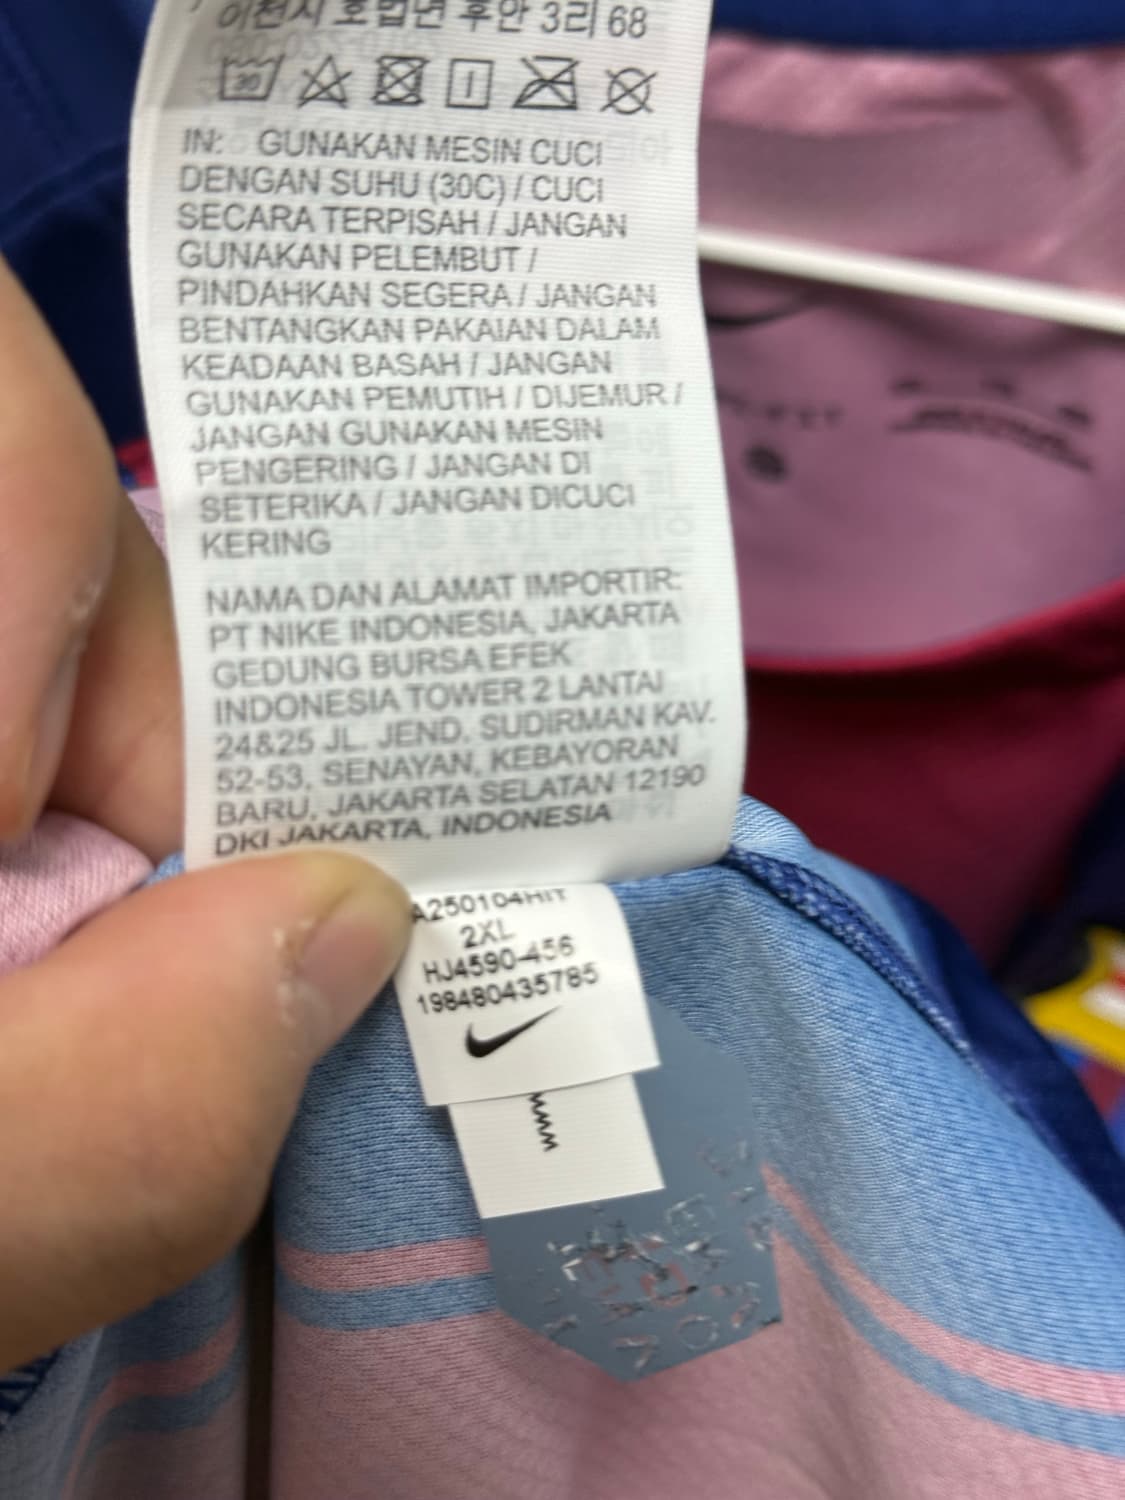 이천시 호법면 후안 3리 68
30
IN: GUNAKAN MESIN CUCI
DENGAN SUHU (30C) / CUCI
SECARA TERPISAH / JANGAN
GUNAKAN PELEMBUT /
PINDAHKAN SEGERA / JANGAN
BENTANGKAN PAKAIAN DALAM
KEADAAN BASAH / JANGAN
GUNAKAN PEMUTIH / DIJEMUR /
JANGAN GUNAKAN MESIN
PENGERING / JANGAN DI
SETERIKA / JANGAN DICUCI
KERING
NAMA DAN ALAMAT IMPORTIR:
PT NIKE INDONESIA, JAKARTA
GEDUNG BURSA EFEK
INDONESIA TOWER 2 LANTAI
24&25 JL. JEND. SUDIRMAN KAV.
52-53, SENAYAN, KEBAYORAN
BARU, JAKARTA SELATAN 12190
DKI JAKARTA, INDONESIA
A250104HIT
2XL
HJ4590-456
198480435785